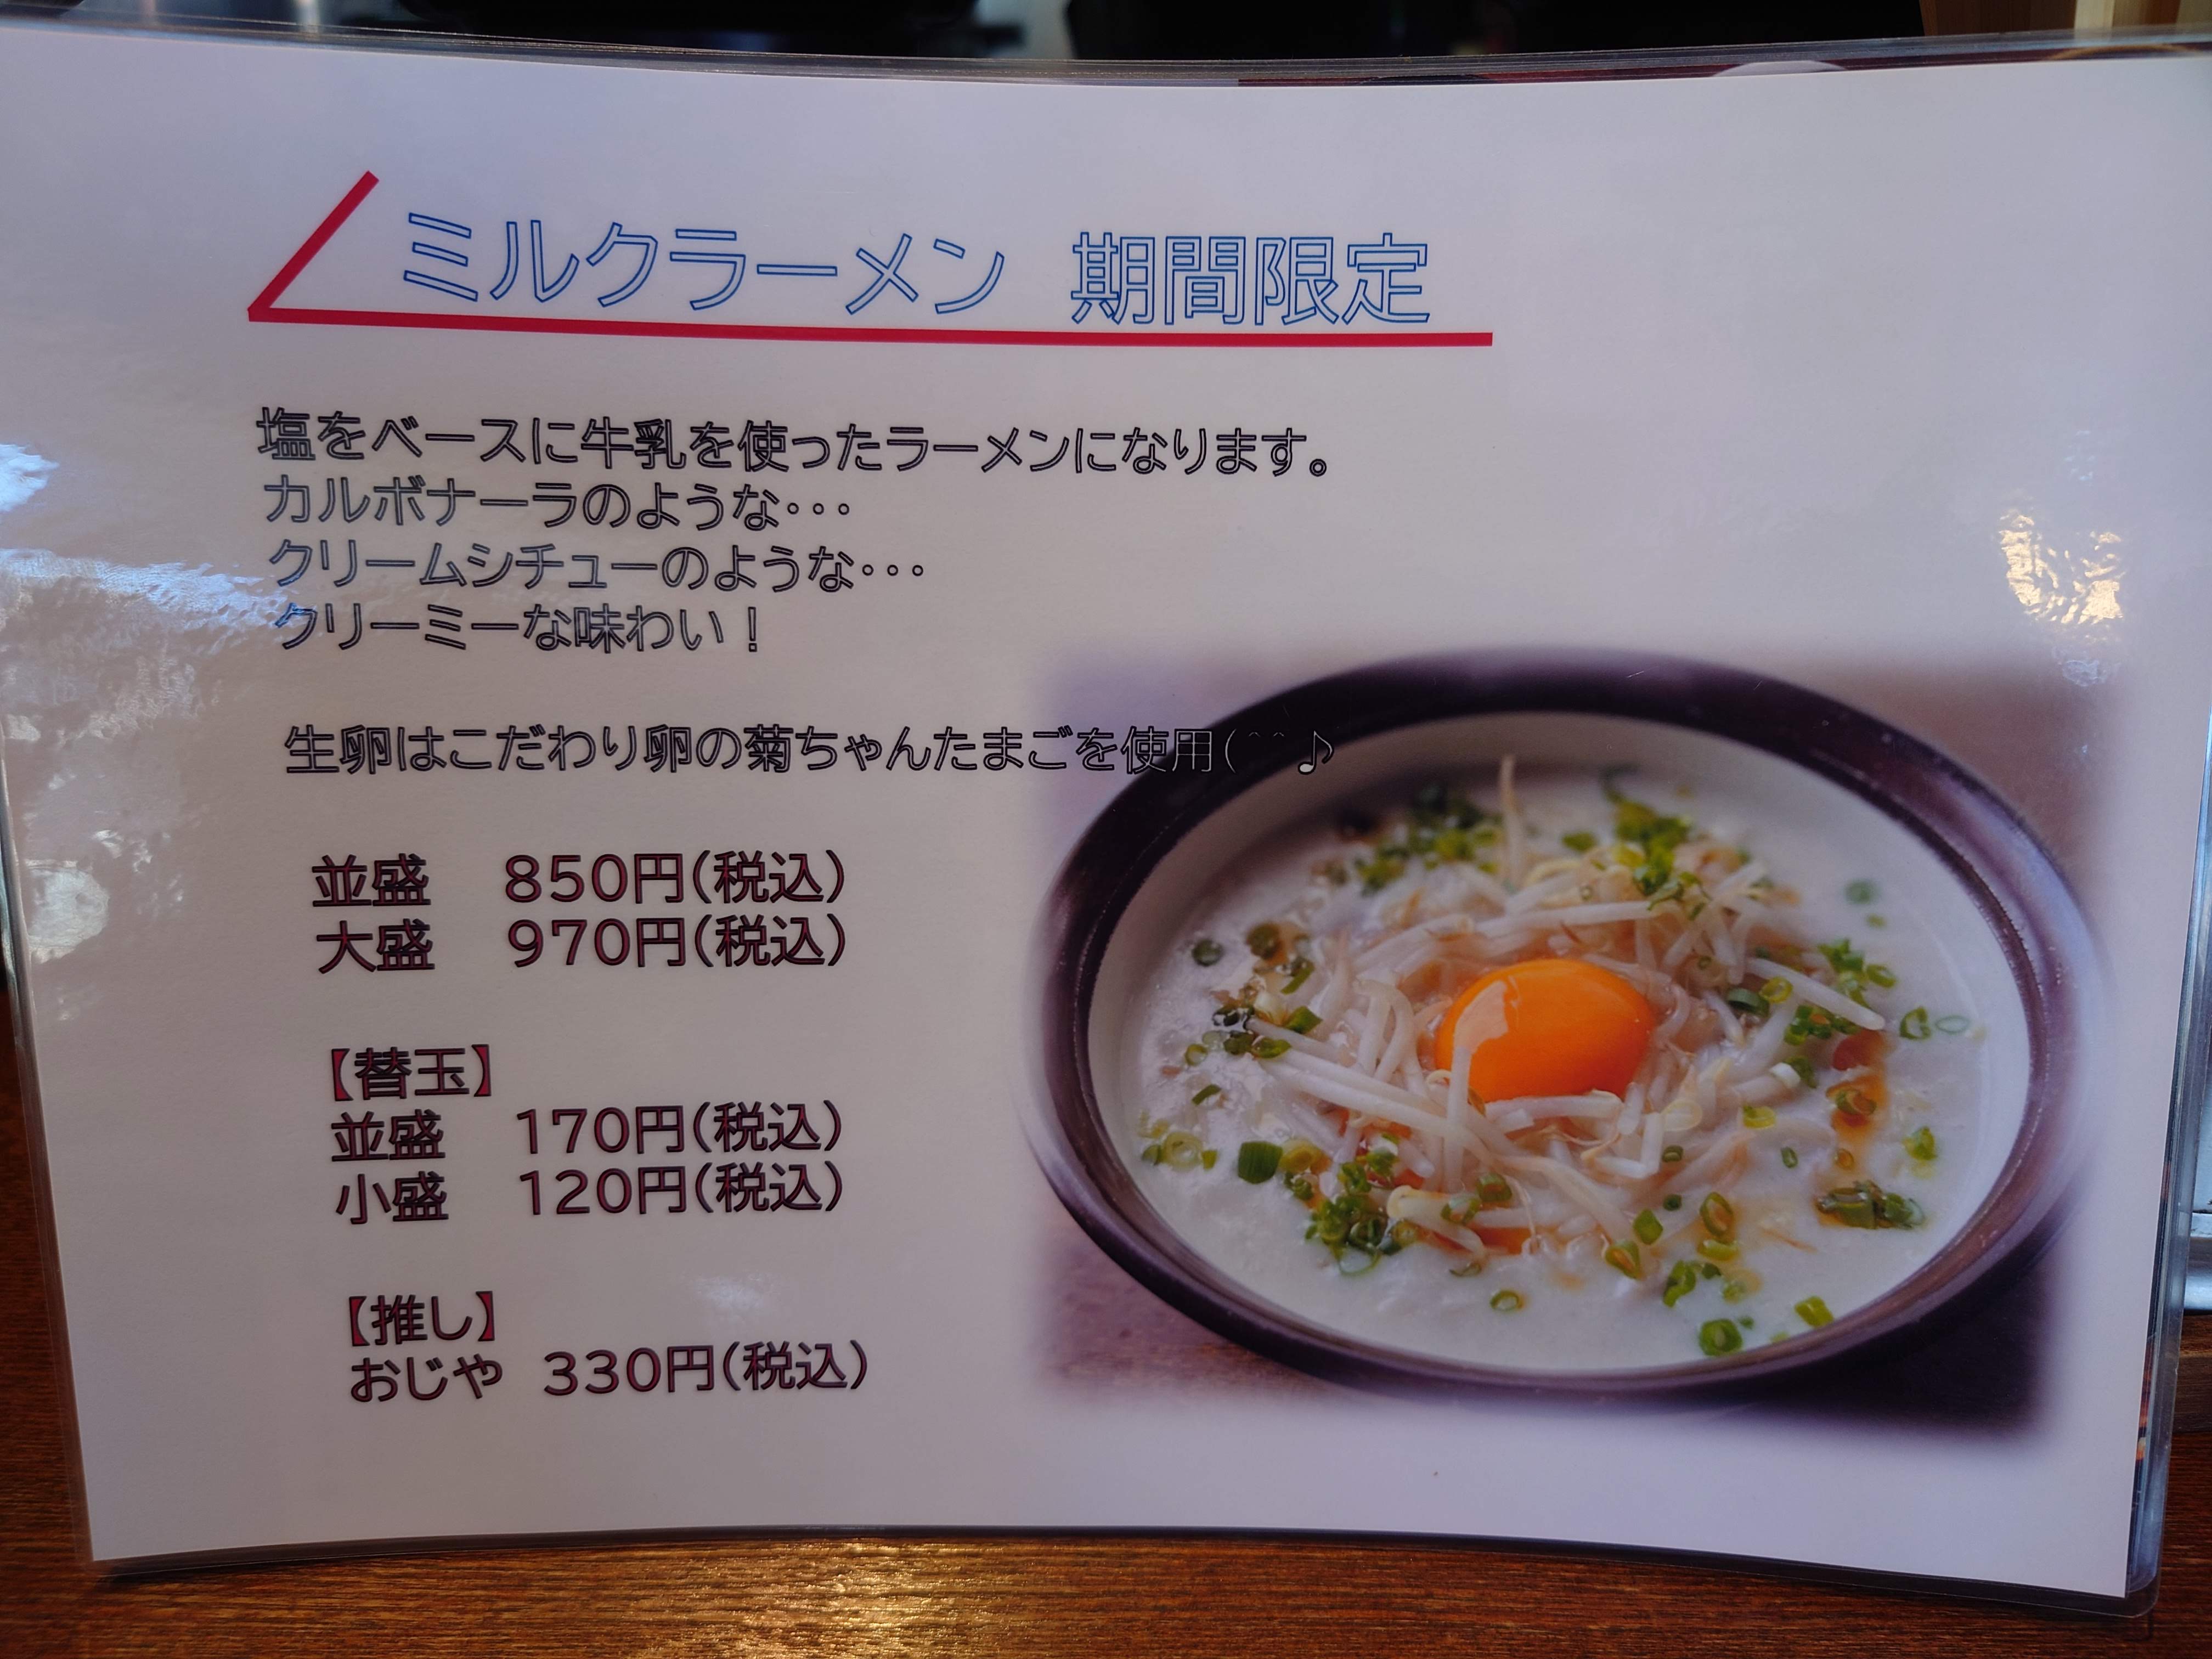 ミルクラーメン 期間限定
塩をベースに牛乳を使ったラーメンになります。
カルボナーラのような・・・
クリームシチューのような・・・
クリーミーな味わい！
生卵はこだわり卵の菊ちゃんたまごを使用(^^♪
並盛 850円(税込)
大盛 970円(税込)
【替玉】
並盛 170円(税込)
小盛 120円(税込)
【推し】
おじや 330円(税込)